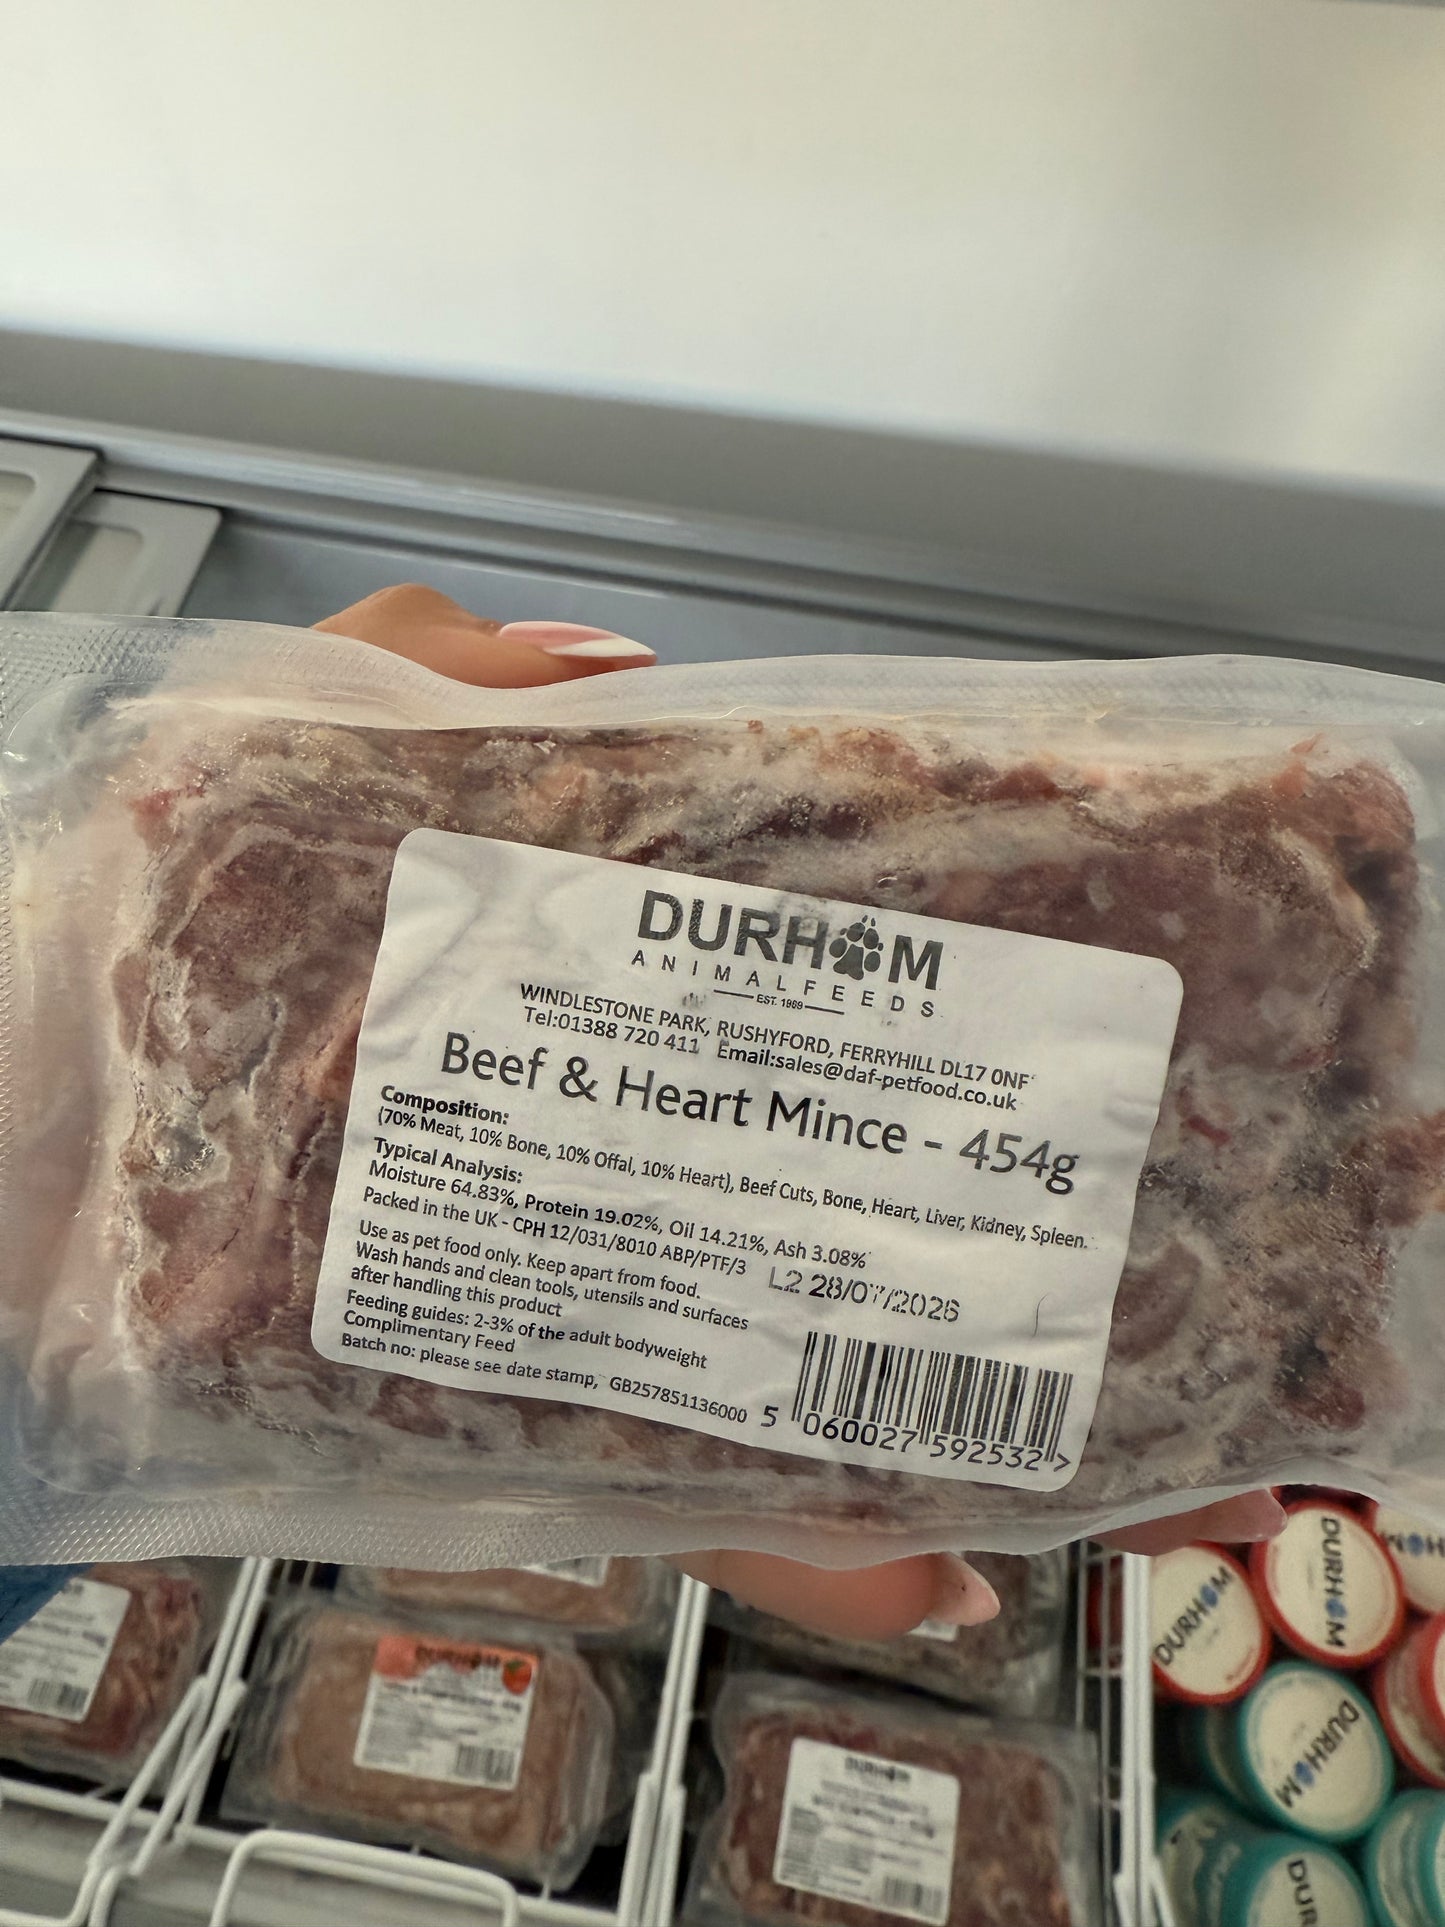 DURHAM
ANIMAL FEEDS
EST. 1969
WINDLESTONE PARK, RUSHYFORD, FERRYHILL DL17 0NF
Tel:01388 720 411 Email:sales@daf-petfood.co.uk
Beef & Heart Mince - 454g
Composition:
(70% Meat, 10% Bone, 10% Offal, 10% Heart), Beef Cuts, Bone, Heart, Liver, Kidney, Spleen.
Typical Analysis:
Moisture 64.83%, Protein 19.02%, Oil 14.21%, Ash 3.08%
Packed in the UK - CPH 12/031/8010 ABP/PTF/3
L2 28/07/2026
Use as pet food only. Keep apart from food.
Wash hands and clean tools, utensils and surfaces
after handling this product
Feeding guides: 2-3% of the adult bodyweight
Complimentary Feed
Batch no: please see date stamp, GB257851136000
5 060027 592532 >
DURHAM
DURHAM
DURHAM
DURHAM
DURHAM